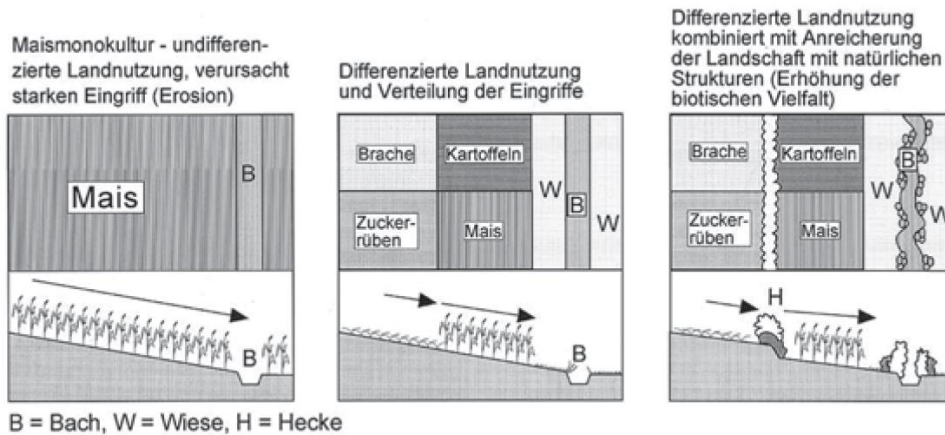 Maismonokultur - undifferen-
zierte Landnutzung, verursacht
starken Eingriff (Erosion)
B
Mais
B
Differenzierte Landnutzung
und Verteilung der Eingriffe
Brache
Kartoffeln
W
B
Zucker-
rüben
Mais
W
B
Differenzierte Landnutzung
kombiniert mit Anreicherung
der Landschaft mit natürlichen
Strukturen (Erhöhung der
biotischen Vielfalt)
Brache
Kartoffeln
B
W
Zucker-
rüben
Mais
W
H
B = Bach, W = Wiese, H = Hecke